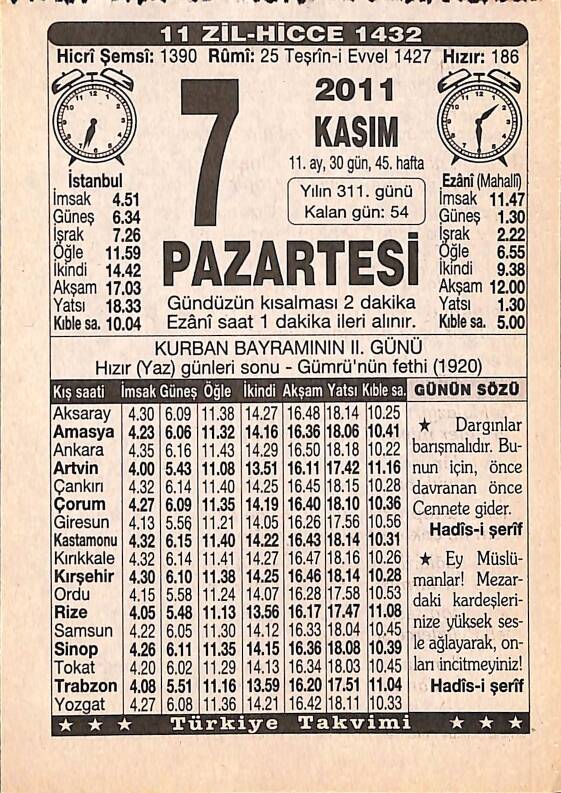 11 ZİL-HİCCE 1432
Hicrî Şemsî: 1390 Rûmî: 25 Teşrîn-i Evvel 1427 Hızır: 186
7
2011
KASIM
11. ay, 30 gün, 45. hafta
Yılın 311. günü
Kalan gün: 54
PAZARTESİ
Gündüzün kısalması 2 dakika
Ezânî saat 1 dakika ileri alınır.
İstanbul
İmsak 4.51
Güneş 6.34
İşrak 7.26
Öğle 11.59
İkindi 14.42
Akşam 17.03
Yatsı 18.33
Kıble sa. 10.04
Ezânî (Mahallî)
İmsak 11.47
Güneş 1.30
İşrak 2.22
Öğle 6.55
İkindi 9.38
Akşam 12.00
Yatsı 1.30
Kıble sa. 5.00
KURBAN BAYRAMININ II. GÜNÜ
Hızır (Yaz) günleri sonu - Gümrü'nün fethi (1920)
Kış saati İmsak Güneş Öğle İkindi Akşam Yatsı Kıble sa.
Aksaray 4.30 6.09 11.38 14.27 16.48 18.14 10.25
Amasya 4.23 6.06 11.32 14.16 16.36 18.06 10.41
Ankara 4.35 6.16 11.43 14.29 16.50 18.18 10.22
Artvin 4.00 5.43 11.08 13.51 16.11 17.42 11.16
Çankırı 4.32 6.14 11.40 14.25 16.45 18.15 10.28
Çorum 4.27 6.09 11.35 14.19 16.40 18.10 10.36
Giresun 4.13 5.56 11.21 14.05 16.26 17.56 10.56
Kastamonu 4.32 6.15 11.40 14.22 16.43 18.14 10.31
Kırıkkale 4.32 6.14 11.41 14.27 16.47 18.16 10.26
Kırşehir 4.30 6.10 11.38 14.25 16.46 18.14 10.28
Ordu 4.15 5.58 11.24 14.07 16.28 17.58 10.53
Rize 4.05 5.48 11.13 13.56 16.17 17.47 11.08
Samsun 4.22 6.05 11.30 14.12 16.33 18.04 10.45
Sinop 4.26 6.11 11.35 14.15 16.36 18.08 10.39
Tokat 4.20 6.02 11.29 14.13 16.34 18.03 10.45
Trabzon 4.08 5.51 11.16 13.59 16.20 17.51 11.04
Yozgat 4.27 6.08 11.36 14.21 16.42 18.11 10.33
GÜNÜN SÖZÜ
★ Dargınlar
barışmalıdır. Bu-
nun için, önce
davranan önce
Cennete gider.
Hadîs-i şerîf
★ Ey Müslü-
manlar! Mezar-
daki kardeşleri-
nize yüksek ses-
le ağlayarak, on-
ları incitmeyiniz!
Hadîs-i şerîf
★ ★ ★ Türkiye Takvimi ★ ★ ★